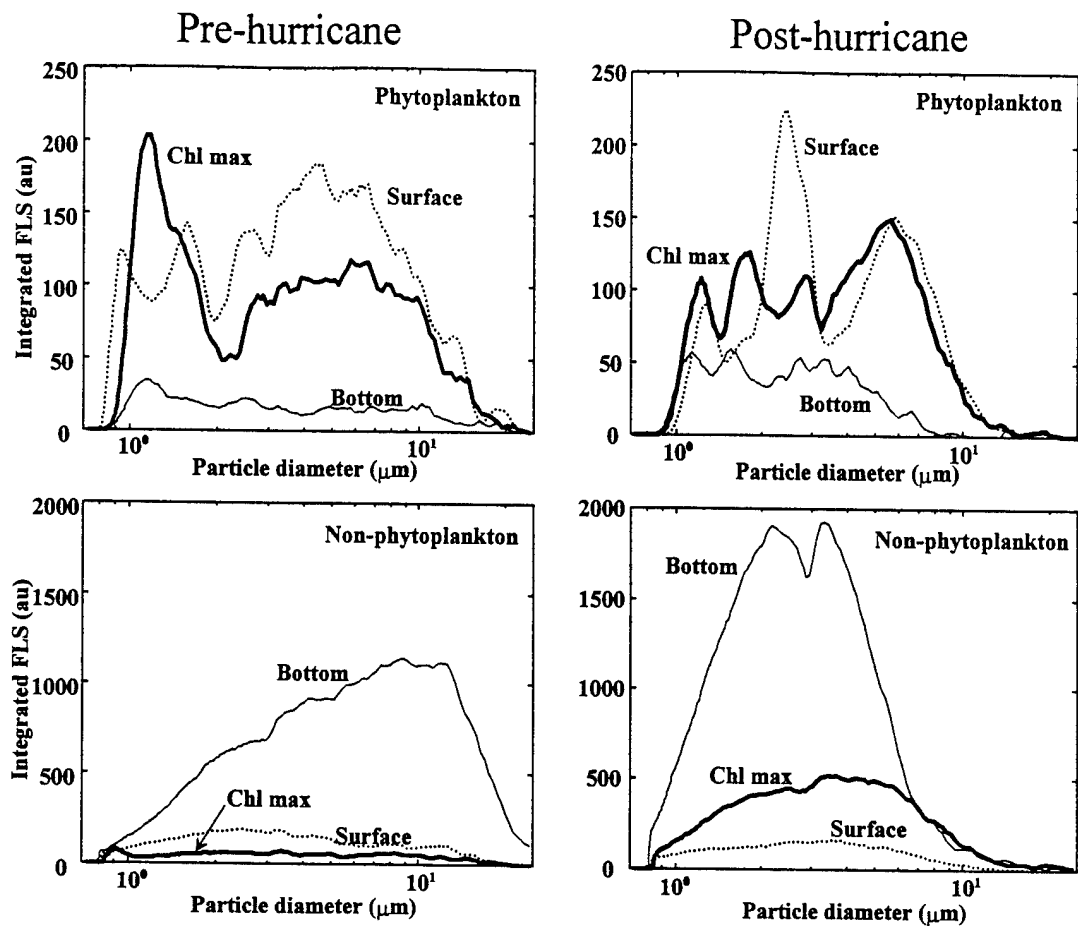 Pre-hurricane
Post-hurricane
Integrated FLS (au)
250
200
150
100
50
0
Phytoplankton
Chl max
Surface
Bottom
10⁰
10¹
Particle diameter (μm)
250
200
150
100
50
0
Phytoplankton
Surface
Chl max
Bottom
10⁰
10¹
Particle diameter (μm)
Integrated FLS (au)
2000
1500
1000
500
0
Non-phytoplankton
Bottom
Chl max
Surface
10⁰
10¹
Particle diameter (μm)
2000
1500
1000
500
0
Non-phytoplankton
Bottom
Chl max
Surface
10⁰
10¹
Particle diameter (μm)